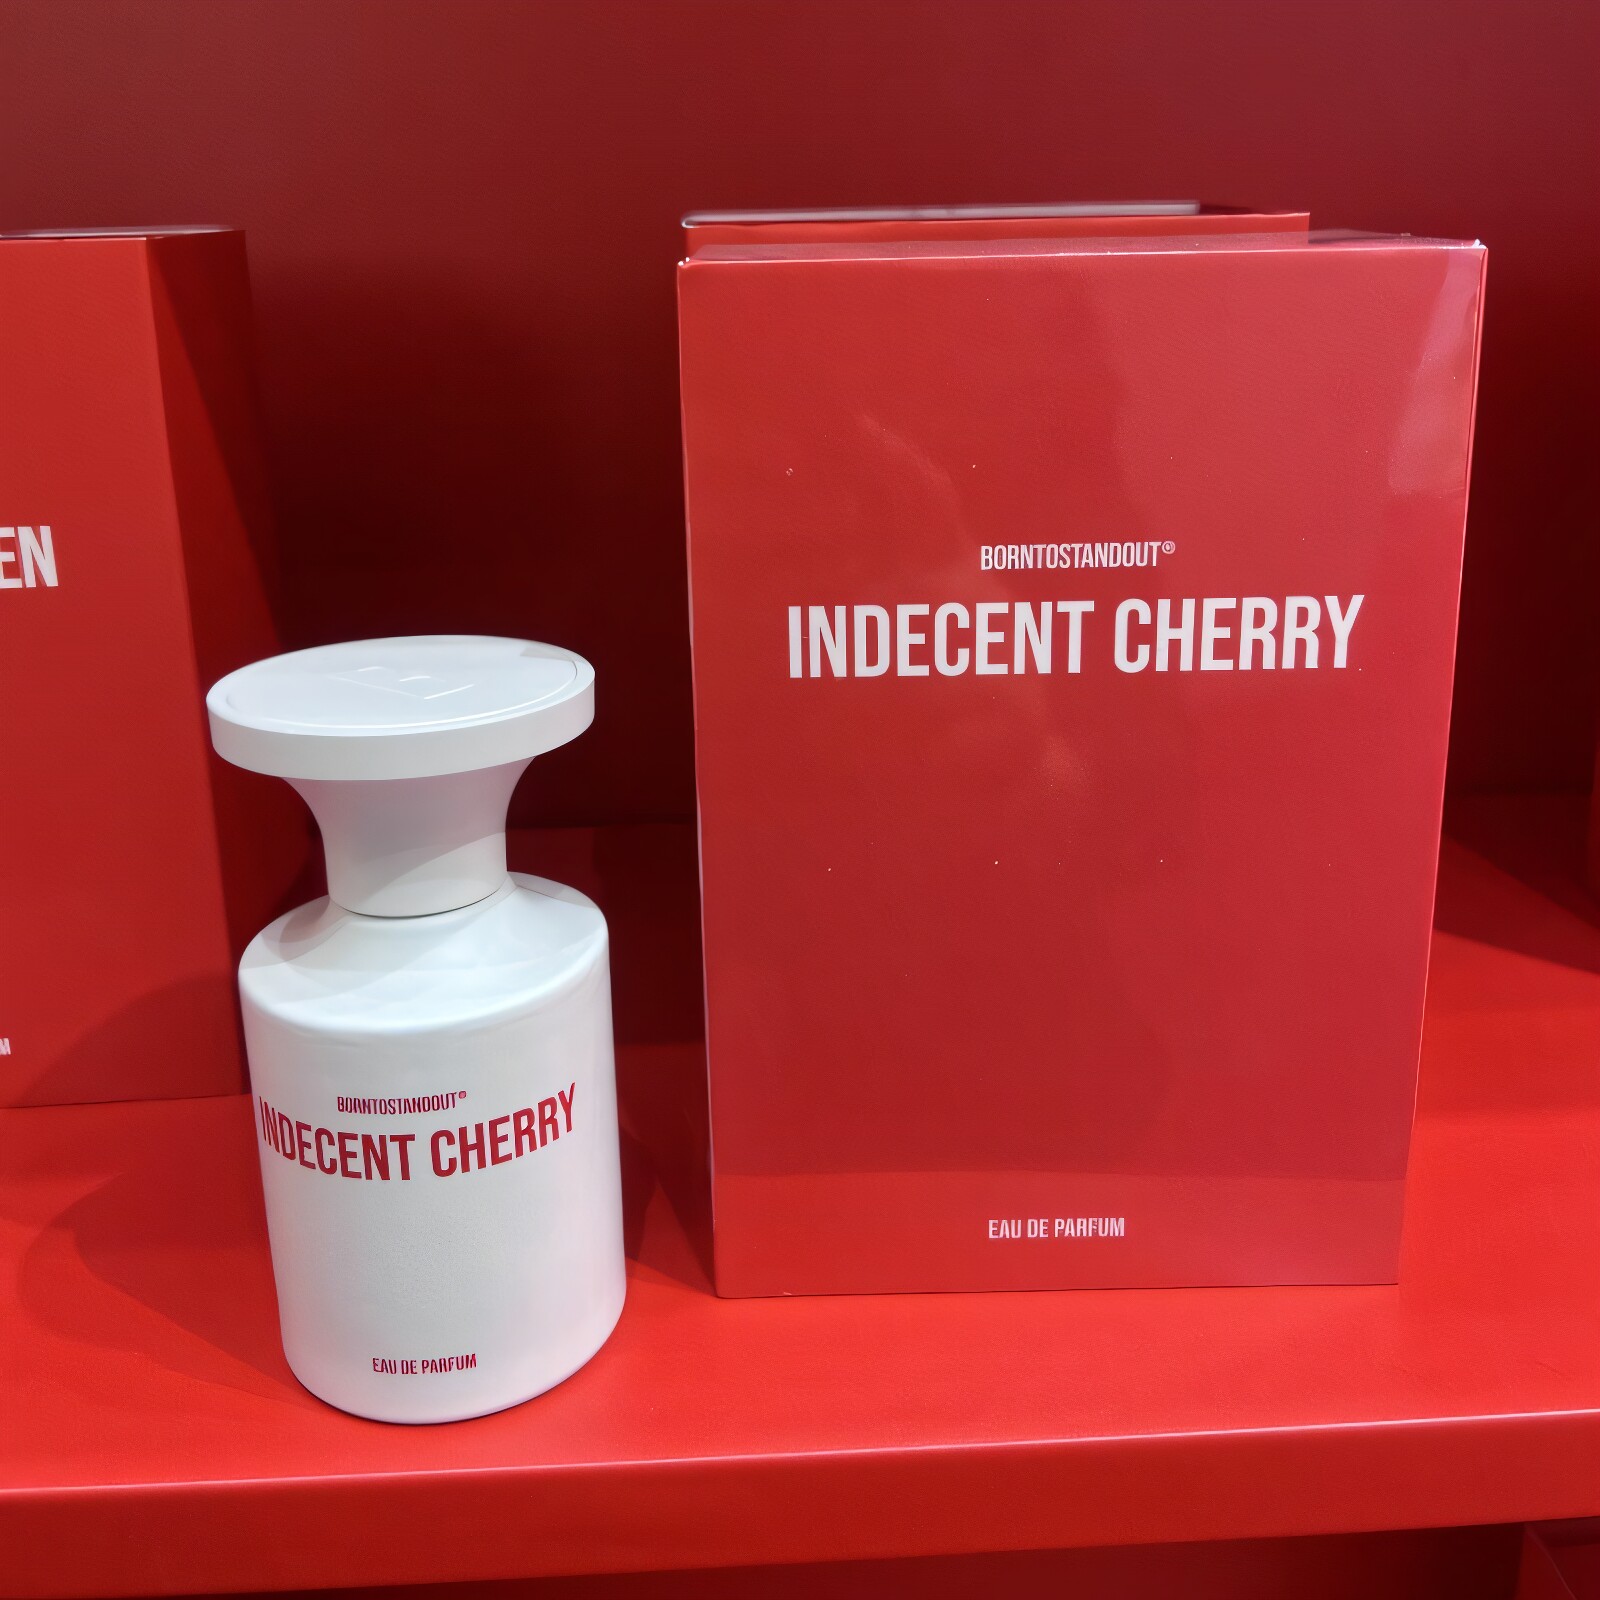 EN
M
BORNTOSTANDOUT®
INDECENT CHERRY
EAU DE PARFUM
BORNTOSTANDOUT®
INDECENT CHERRY
EAU DE PARFUM